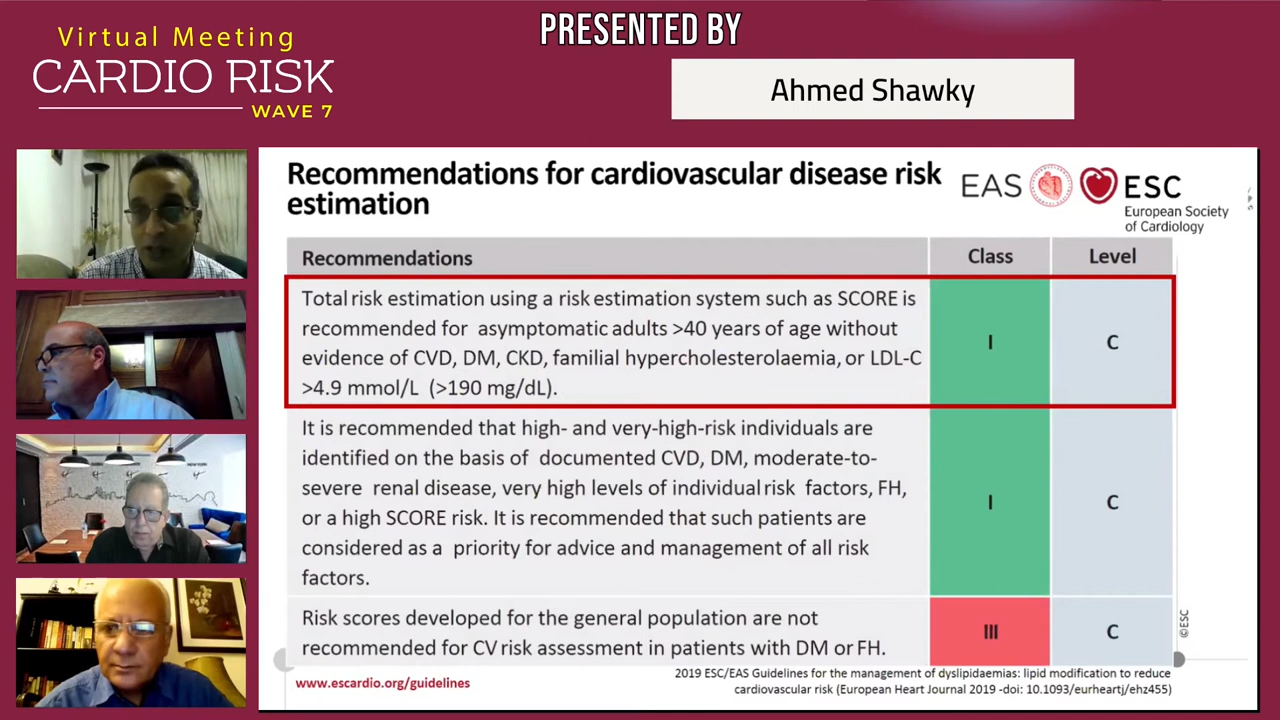 Virtual Meeting
CARDIO RISK
WAVE 7
PRESENTED BY
Ahmed Shawky
Recommendations for cardiovascular disease risk
estimation
EAS
ESC
European Society
of Cardiology
Recommendations Class Level
Total risk estimation using a risk estimation system such as SCORE is
recommended for asymptomatic adults >40 years of age without
evidence of CVD, DM, CKD, familial hypercholesterolaemia, or LDL-C
>4.9 mmol/L (>190 mg/dL).
I C
It is recommended that high- and very-high-risk individuals are
identified on the basis of documented CVD, DM, moderate-to-
severe renal disease, very high levels of individual risk factors, FH,
or a high SCORE risk. It is recommended that such patients are
considered as a priority for advice and management of all risk
factors.
I C
Risk scores developed for the general population are not
recommended for CV risk assessment in patients with DM or FH.
III C
©ESC
www.escardio.org/guidelines
2019 ESC/EAS Guidelines for the management of dyslipidaemias: lipid modification to reduce
cardiovascular risk (European Heart Journal 2019 -doi: 10.1093/eurheartj/ehz455)